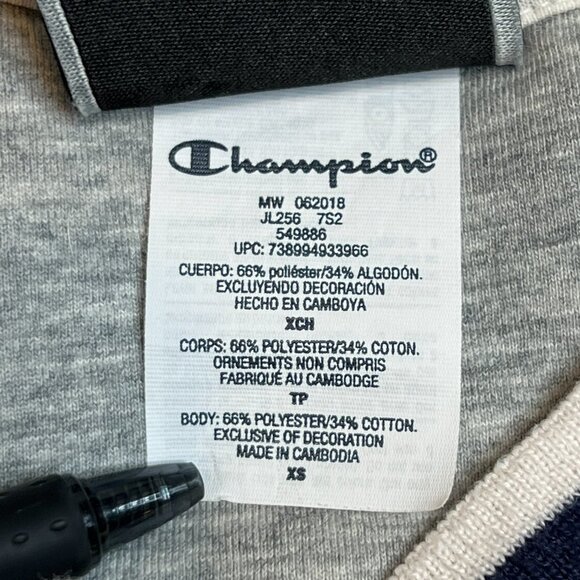 Champion®
MW 062018
JL256 7S2
549886
UPC: 738994933966
CUERPO: 66% poliéster/34% ALGODÓN.
EXCLUYENDO DECORACIÓN
HECHO EN CAMBOYA
XCH
CORPS: 66% POLYESTER/34% COTON.
ORNEMENTS NON COMPRIS
FABRIQUÉ AU CAMBODGE
TP
BODY: 66% POLYESTER/34% COTTON.
EXCLUSIVE OF DECORATION
MADE IN CAMBODIA
XS